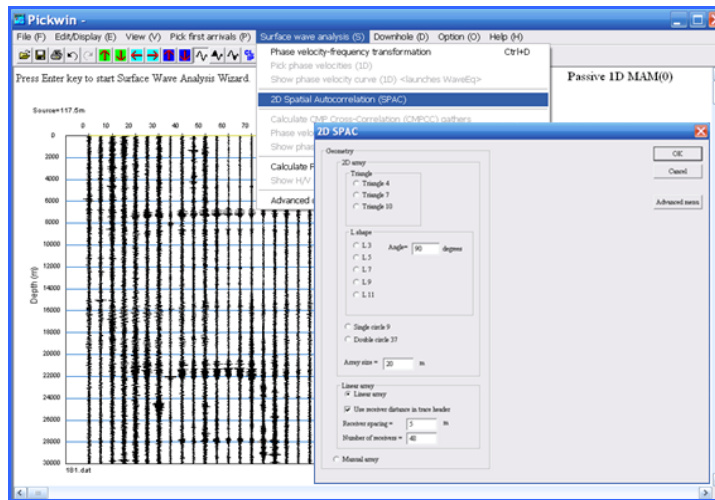 Pickwin -
File (F) Edit/Display (E) View (V) Pick first arrivals (P) Surface wave analysis (S) Downhole (D) Option (O) Help (H)
Phase velocity-frequency transformation Ctrl+D
Pick phase velocities (1D)
Show phase velocity curve (1D) <launches WaveEq>
2D Spatial Autocorrelation (SPAC)
Calculate CMP Cross-Correlation (CMPCC) gathers
Phase velo
Show phas
Calculate F
Show H/V
Advanced
Press Enter key to start Surface Wave Analysis Wizard
Passive 1D MAM(0)
Source=117.5m
0 10 20 30 40 50 60 70
Depth (m)
0
2000
4000
6000
8000
10000
12000
14000
16000
18000
20000
22000
24000
26000
28000
30000
181.dat
2D SPAC
Geometry
2D array
Triangle
Triangle 4
Triangle 7
Triangle 10
L shape
L 3 Angle= 90 degrees
L 5
L 7
L 9
L 11
Single circle 9
Double circle 37
Array size = 20 m
Linear array
Linear array
Use receiver distance in trace header
Receiver spacing = 5 m
Number of receivers = 48
Manual array
OK
Cancel
Advanced menu